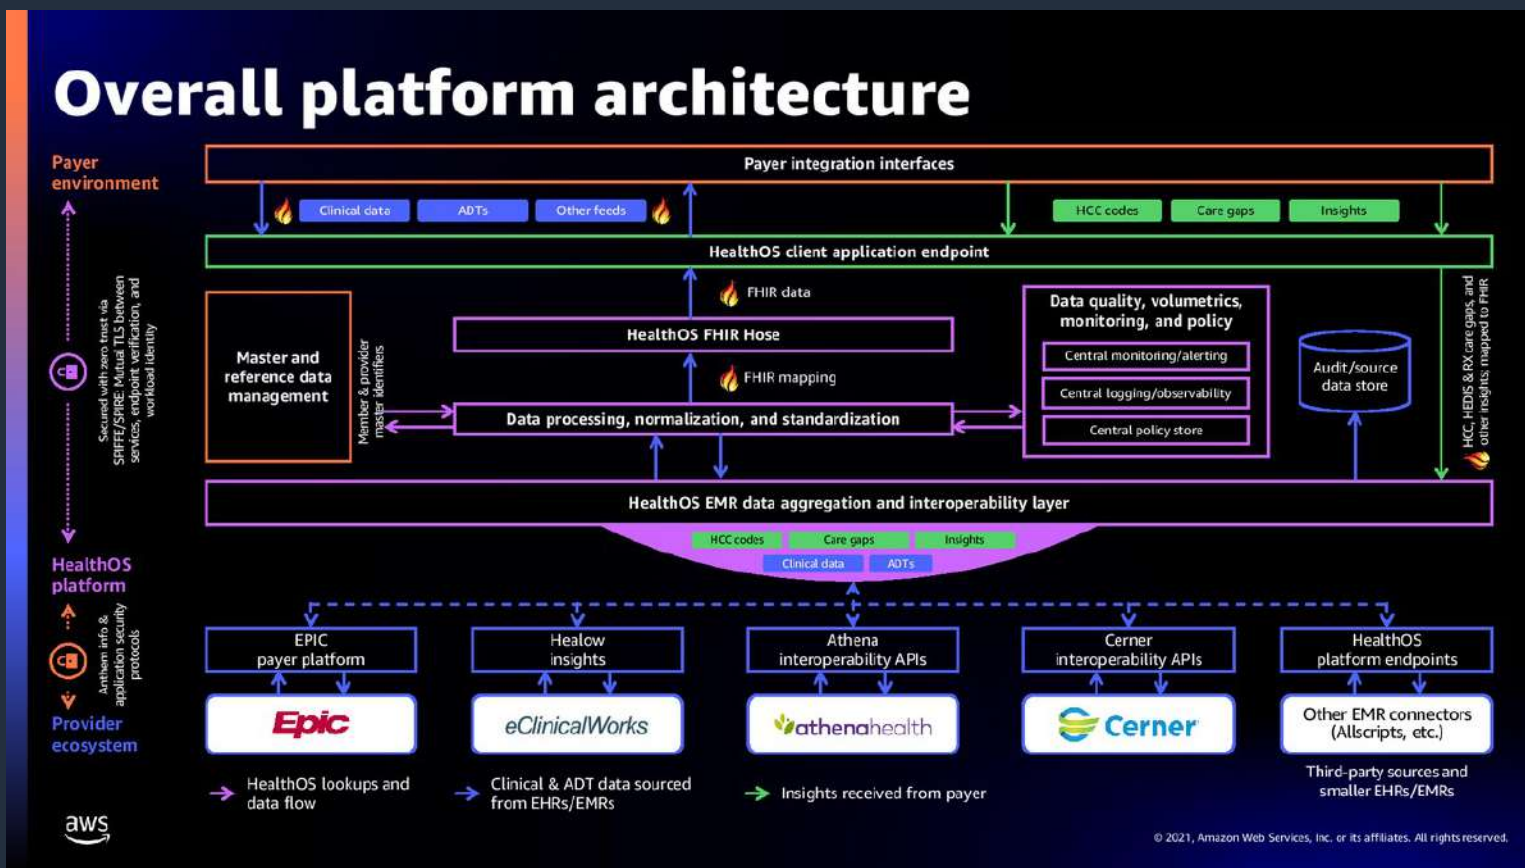 Overall platform architecture
Payer
environment
Payer integration interfaces
Clinical data
ADTs
Other feeds
HCC codes
Care gaps
Insights
HealthOS client application endpoint
Secured with zero trust via
SPIFFE/SPIRE: Mutual TLS between
services, endpoint verification, and
workload identity
FHIR data
HealthOS FHIR Hose
FHIR mapping
Master and
reference data
management
Member & provider
master identifiers
Data processing, normalization, and standardization
Data quality, volumetrics,
monitoring, and policy
Central monitoring/alerting
Central logging/observability
Central policy store
Audit/source
data store
HCC, HEDIS & RX care gaps, and
other insights; mapped to FHIR
HealthOS EMR data aggregation and interoperability layer
HCC codes
Care gaps
Insights
Clinical data
ADTs
HealthOS
platform
Anthem info &
application security
protocols
Provider
ecosystem
EPIC
payer platform
Healow
insights
Athena
interoperability APIs
Cerner
interoperability APIs
HealthOS
platform endpoints
Epic
eClinicalWorks
athenahealth
Cerner
Other EMR connectors
(Allscripts, etc.)
Third-party sources and
smaller EHRs/EMRs
HealthOS lookups and
data flow
Clinical & ADT data sourced
from EHRs/EMRs
Insights received from payer
aws
© 2021, Amazon Web Services, Inc. or its affiliates. All rights reserved.